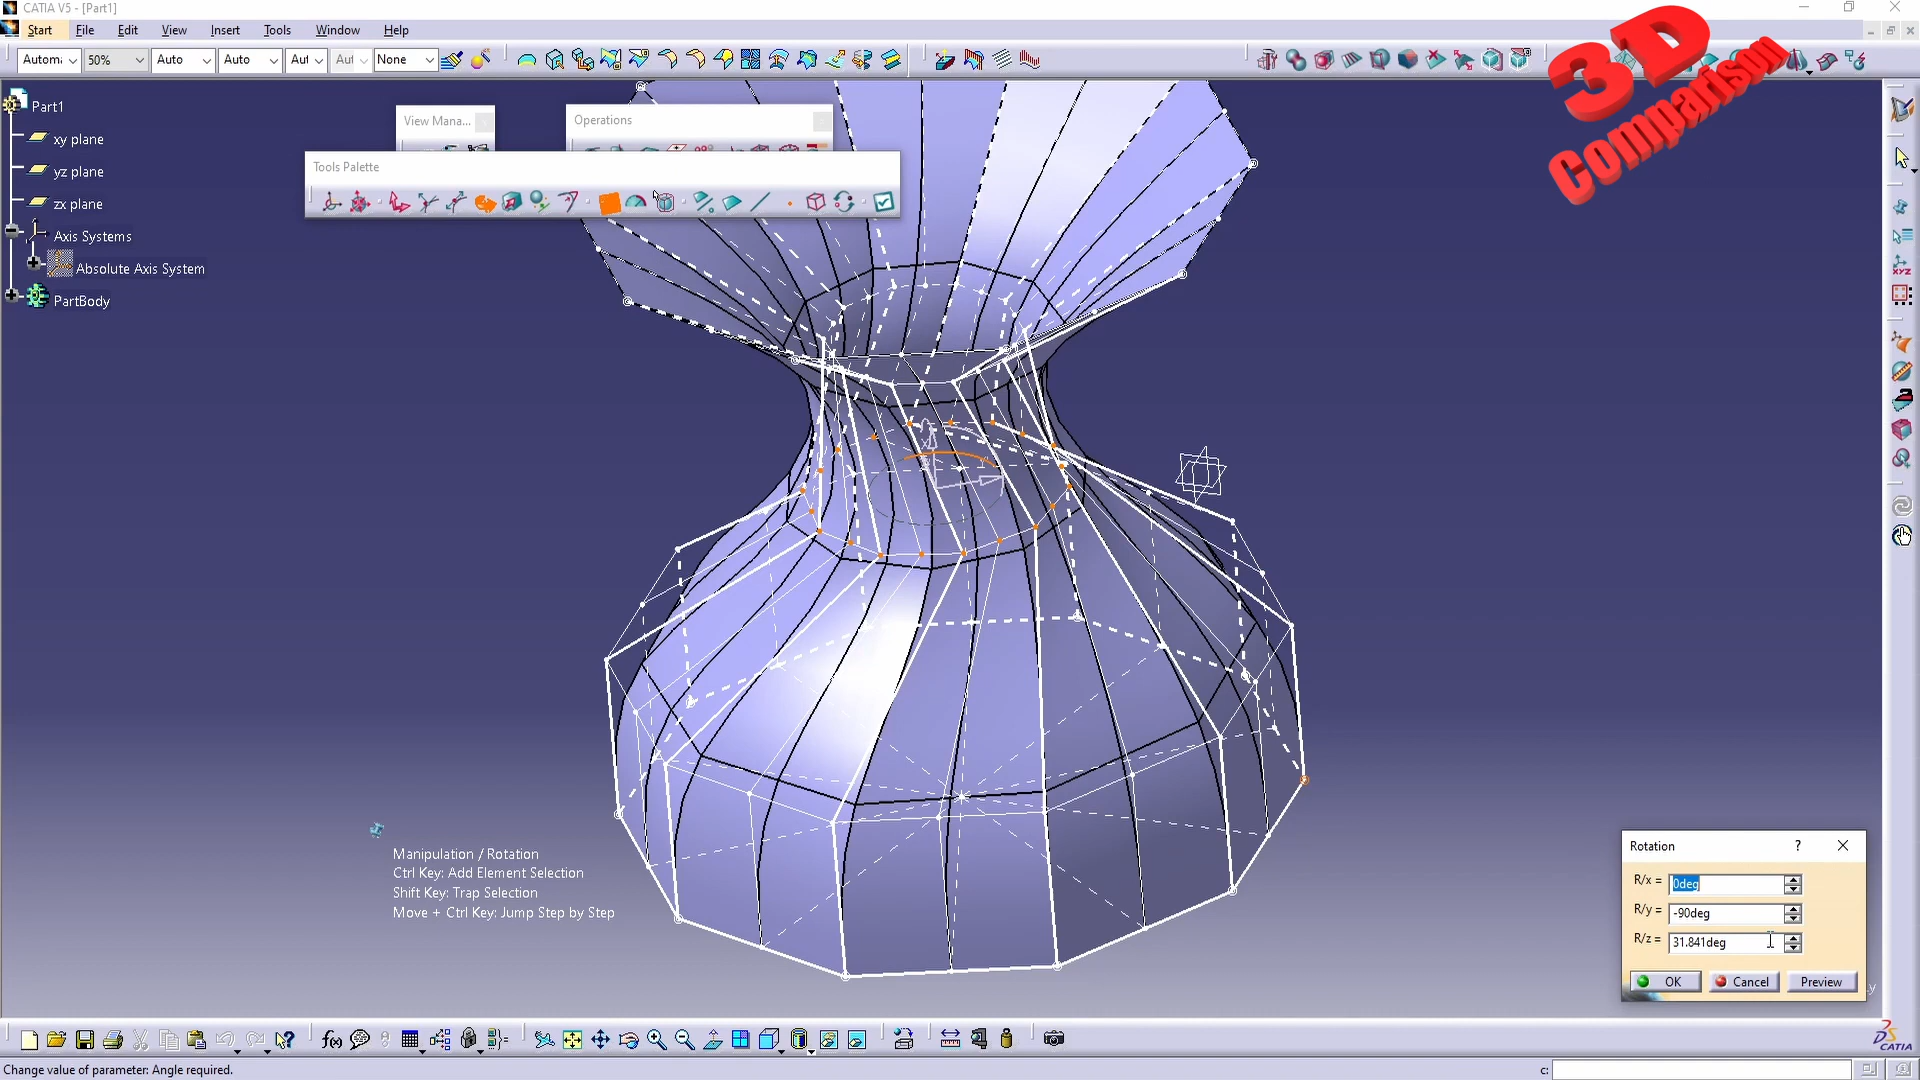 CATIA V5 - [Part1]
Start File Edit View Insert Tools Window Help
50% Auto Auto None
3D
Comparison
Part1
xy plane
yz plane
zx plane
Axis Systems
Absolute Axis System
PartBody
View Mana...
Operations
Tools Palette
XYZ
Manipulation / Rotation
Ctrl Key: Add Element Selection
Shift Key: Trap Selection
Move + Ctrl Key: Jump Step by Step
Rotation ?
R/x = 0deg
R/y = -90deg
R/z = 31.841deg
OK Cancel Preview
f(x)
CATIA
Change value of parameter: Angle required.
c: